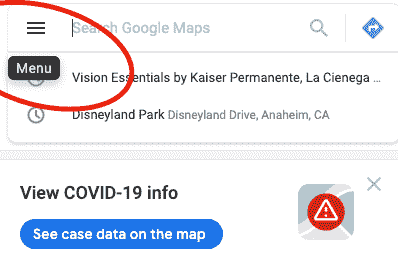 Search Google Maps
Menu
Vision Essentials by Kaiser Permanente, La Cienega ...
Disneyland Park Disneyland Drive, Anaheim, CA
View COVID-19 info
See case data on the map